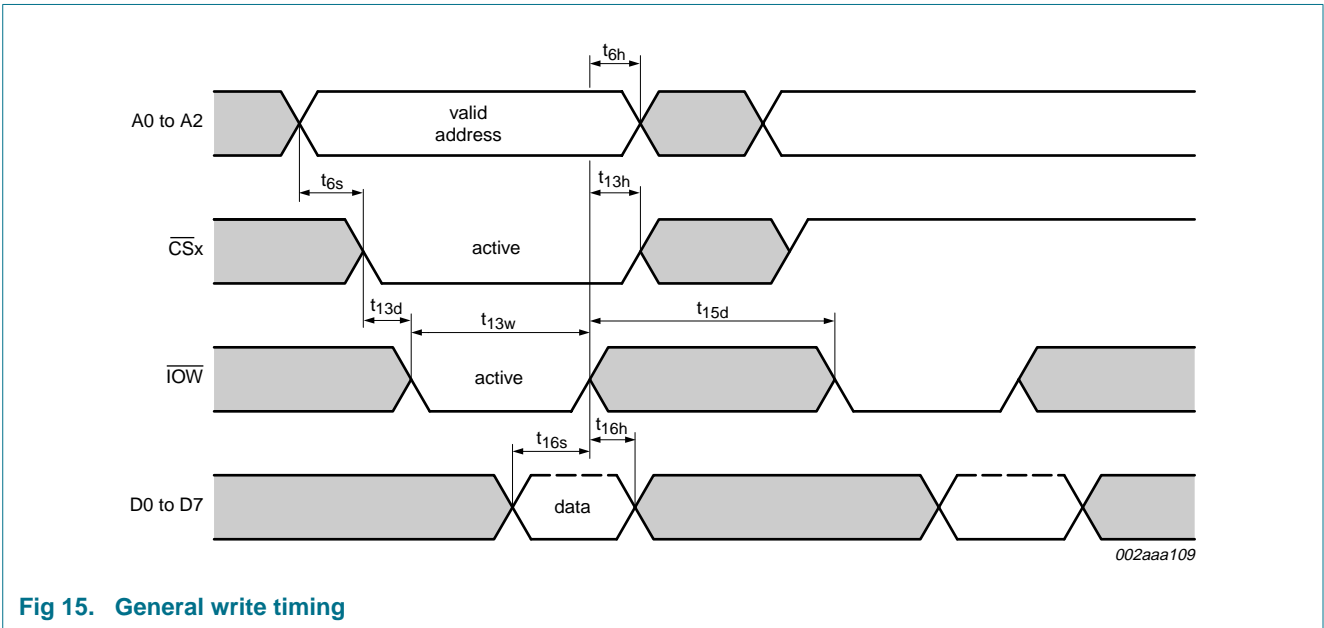 t6h
A0 to A2
valid
address
t6s
t13h
CSx
active
t13d
t13w
t15d
IOW
active
t16s
t16h
D0 to D7
data
002aaa109
Fig 15. General write timing